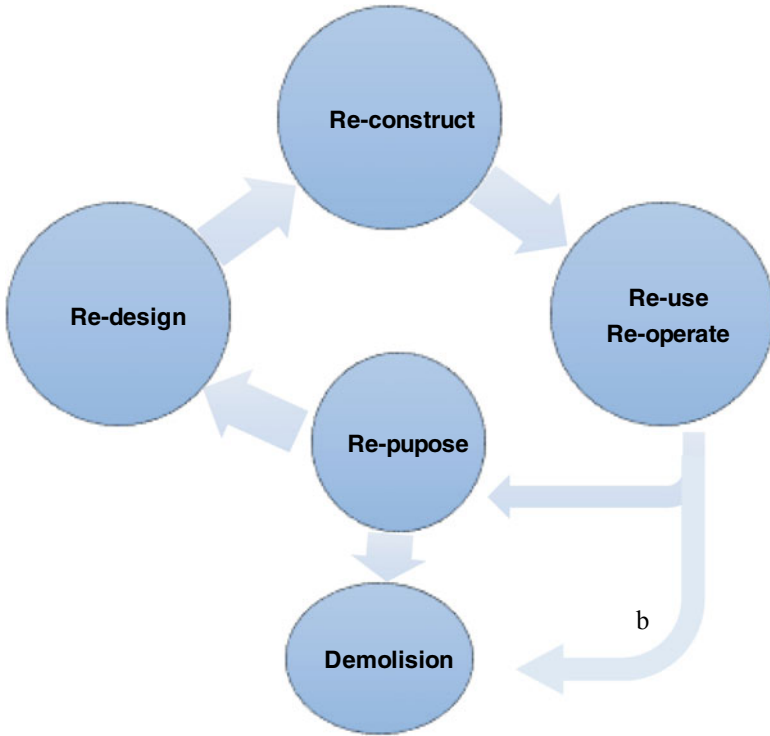 Re-construct
Re-design
Re-use
Re-operate
Re-pupose
b
Demolision